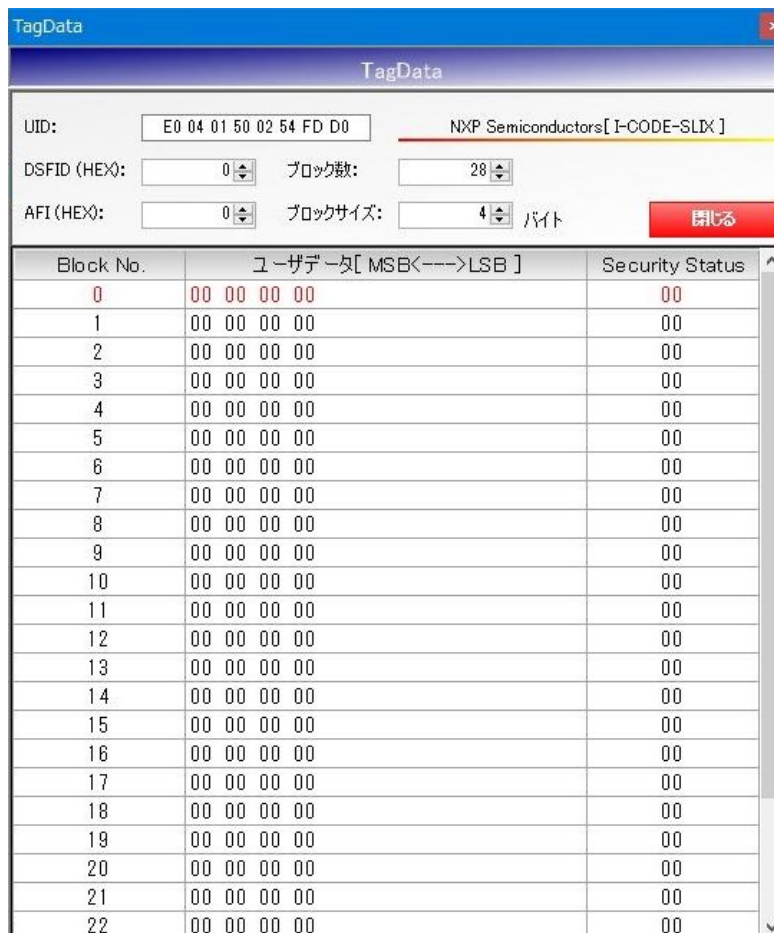 TagData
TagData
UID: E0 04 01 50 02 54 FD D0 NXP Semiconductors[ I-CODE-SLIX ]
DSFID (HEX): 0 ブロック数: 28
AFI (HEX): 0 ブロックサイズ: 4 バイト 閉じる
Block No. ユーザデータ[ MSB<--->LSB ] Security Status
0 00 00 00 00 00
1 00 00 00 00 00
2 00 00 00 00 00
3 00 00 00 00 00
4 00 00 00 00 00
5 00 00 00 00 00
6 00 00 00 00 00
7 00 00 00 00 00
8 00 00 00 00 00
9 00 00 00 00 00
10 00 00 00 00 00
11 00 00 00 00 00
12 00 00 00 00 00
13 00 00 00 00 00
14 00 00 00 00 00
15 00 00 00 00 00
16 00 00 00 00 00
17 00 00 00 00 00
18 00 00 00 00 00
19 00 00 00 00 00
20 00 00 00 00 00
21 00 00 00 00 00
22 00 00 00 00 00